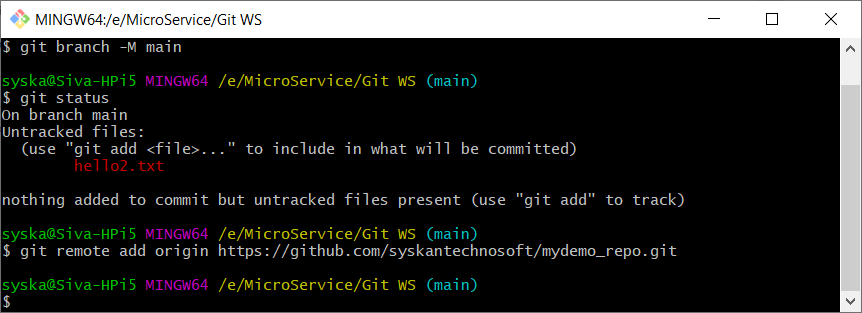 MINGW64:/e/MicroService/Git WS
$ git branch -M main
syska@Siva-HPi5 MINGW64 /e/MicroService/Git WS (main)
$ git status
On branch main
Untracked files:
  (use "git add <file>..." to include in what will be committed)
        hello2.txt
nothing added to commit but untracked files present (use "git add" to track)
syska@Siva-HPi5 MINGW64 /e/MicroService/Git WS (main)
$ git remote add origin https://github.com/syskantechnosoft/mydemo_repo.git
syska@Siva-HPi5 MINGW64 /e/MicroService/Git WS (main)
$